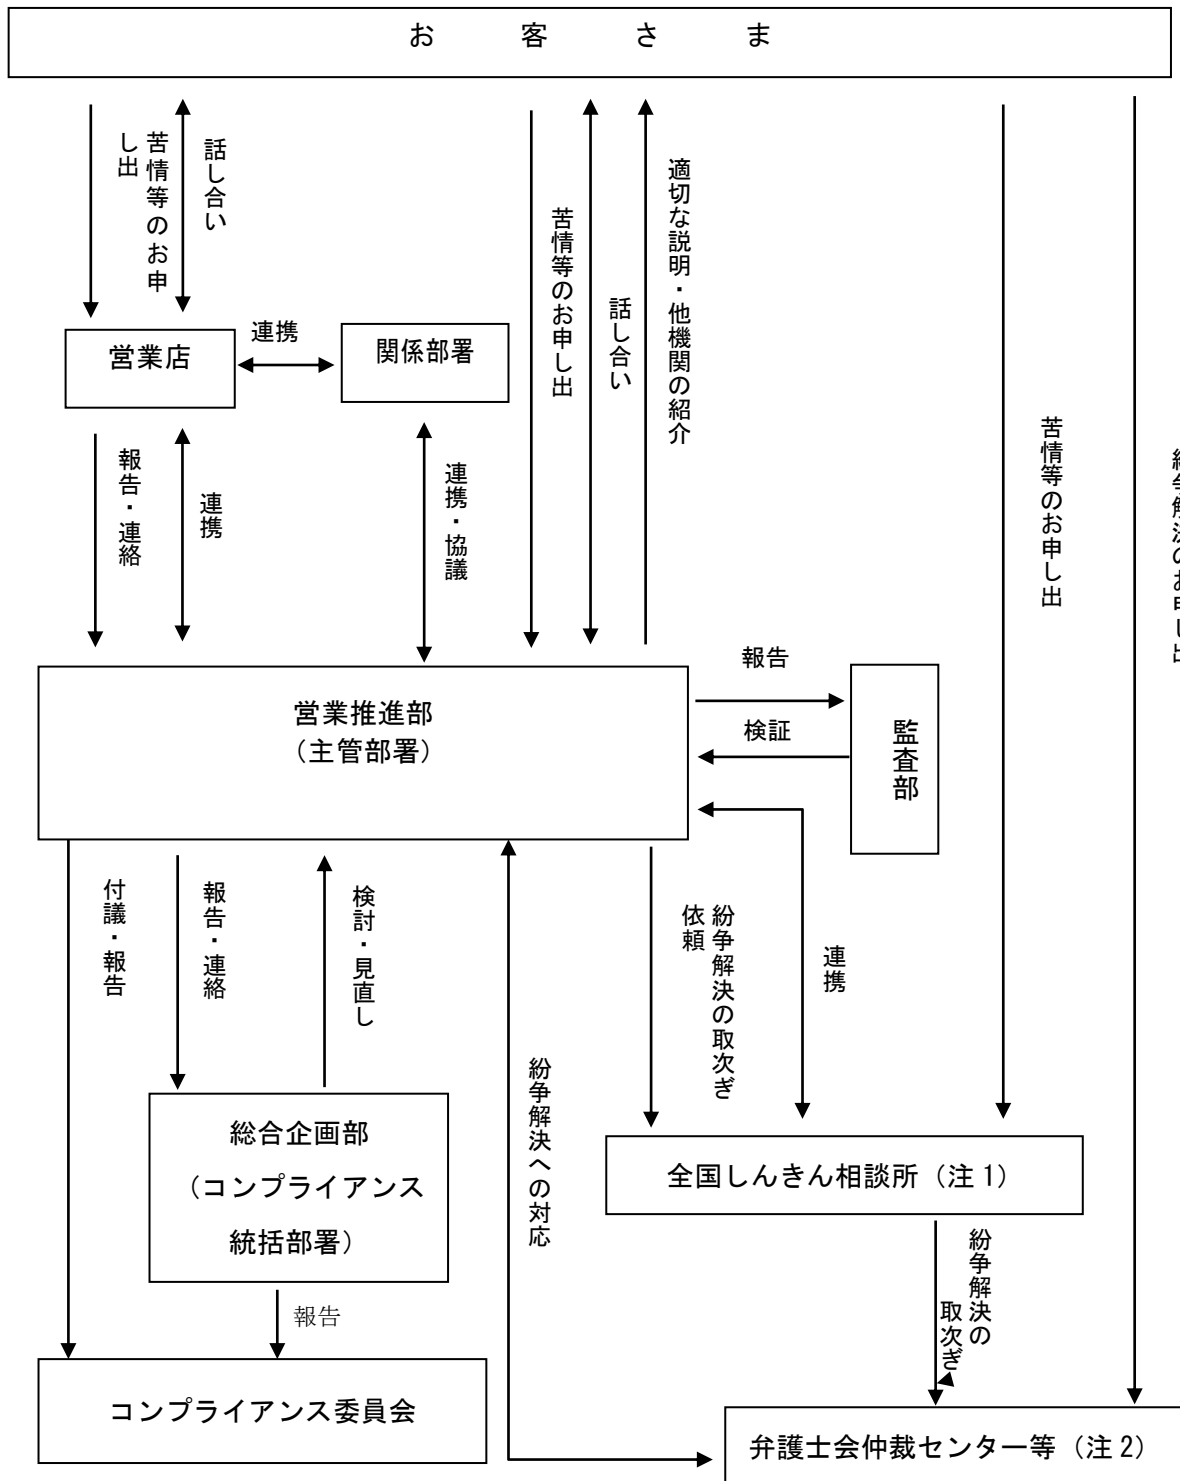 お客さま
苦情等のお申
し出
話し合い
苦情等のお申し出
話し合い
適切な説明・他機関の紹介
営業店
連携
関係部署
報告・連絡
連携
連携・協議
苦情等のお申し出
紛争解決のお申し出
営業推進部
（主管部署）
報告
検証
監査部
付議・報告
報告・連絡
検討・見直し
紛争解決の取次ぎ
依頼
連携
紛争解決への対応
総合企画部
（コンプライアンス
統括部署）
全国しんきん相談所（注1）
報告
紛争解決の
取次ぎ
コンプライアンス委員会
弁護士会仲裁センター等（注2）